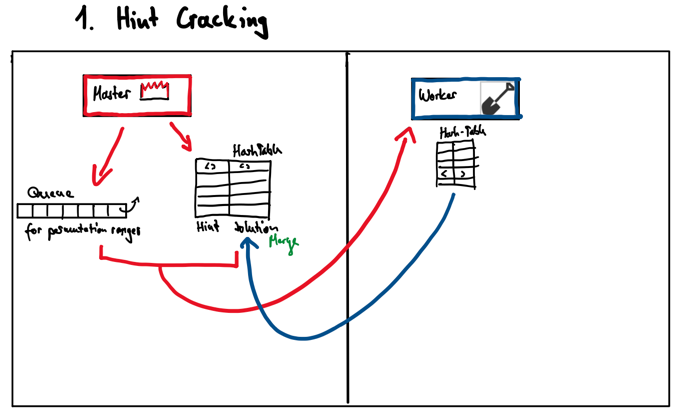 1. Hint Cracking
Master
Worker
HashTable
< >
< >
Queue
for permutation ranges
Hint
Solution
Merge
Hash-Table
< >